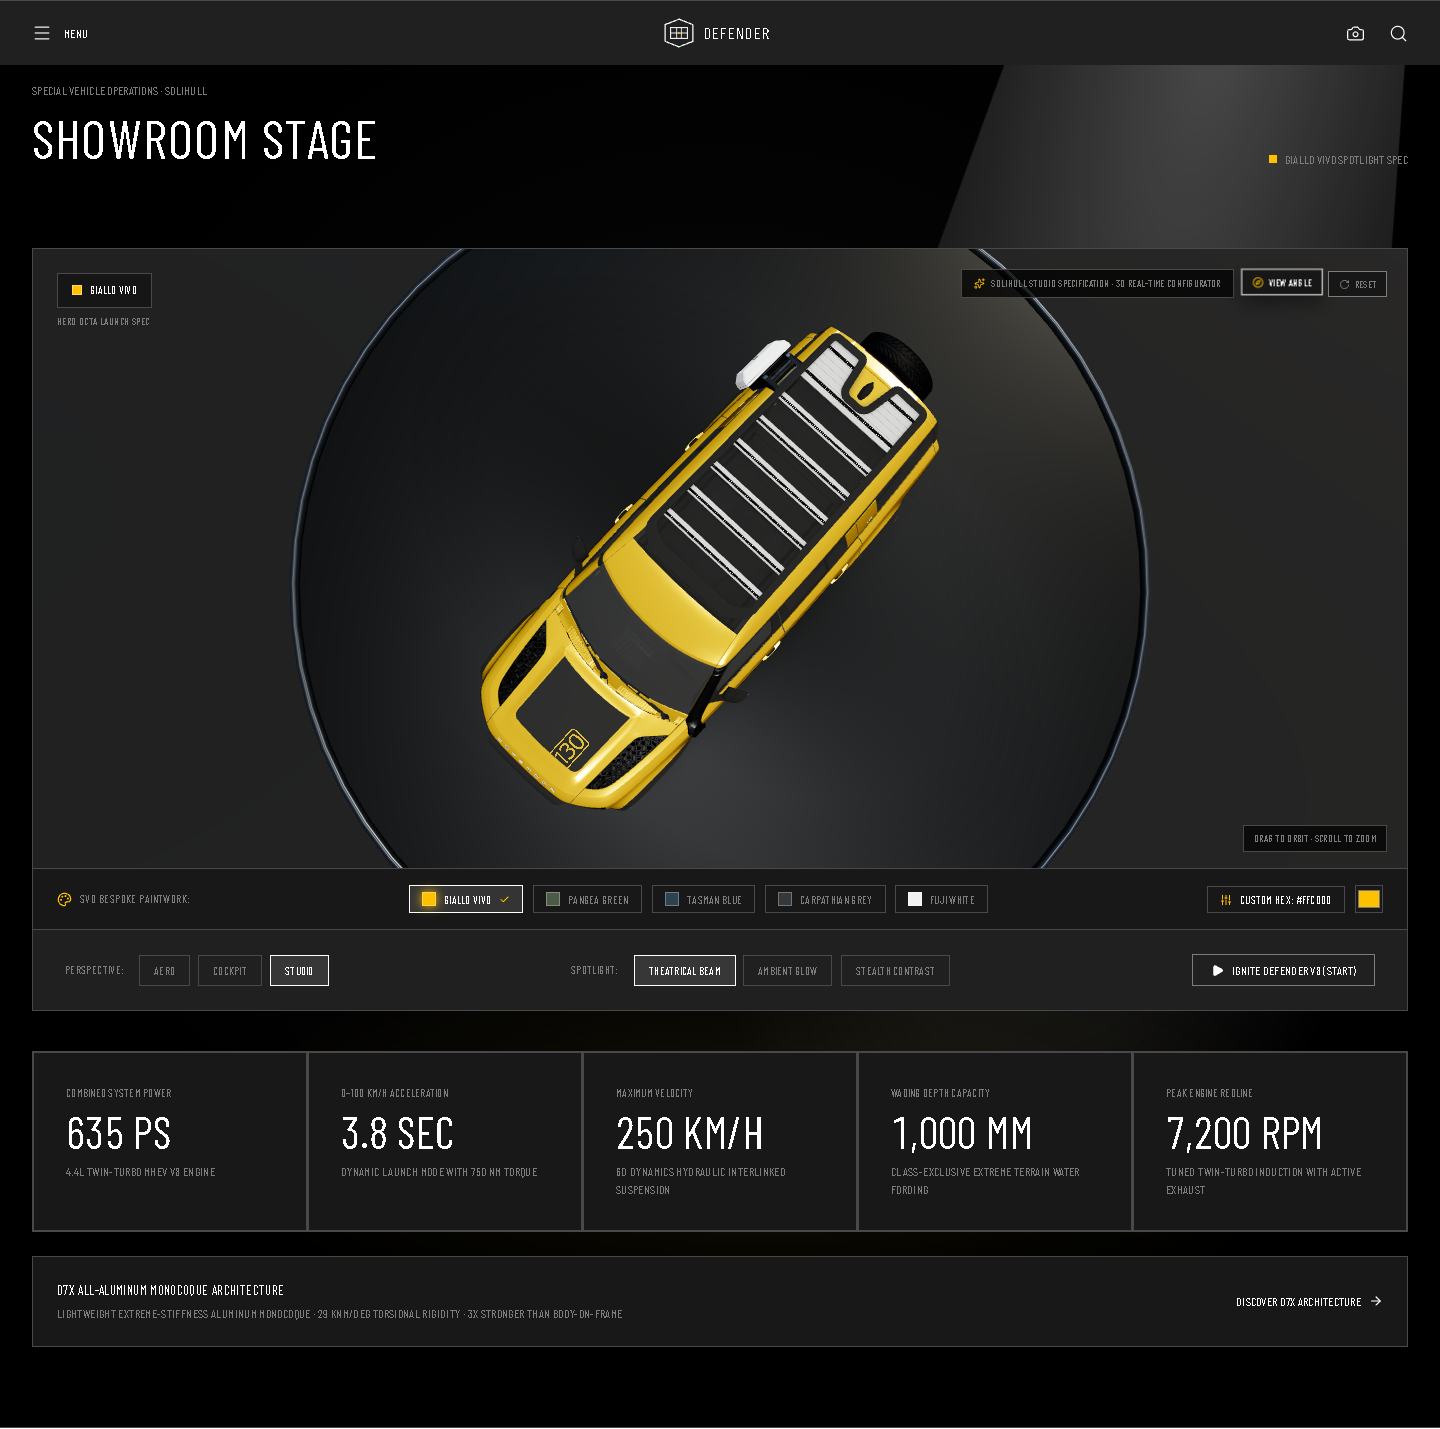 MENU
DEFENDER
SPECIAL VEHICLE OPERATIONS · SOLIHULL
SHOWROOM STAGE
GIALLO VIVO SPOTLIGHT SPEC
GIALLO VIVO
HERO OCTA LAUNCH SPEC
SOLIHULL STUDIO SPECIFICATION · 3D REAL-TIME CONFIGURATOR
VIEW ANGLE
RESET
130
DRAG TO ORBIT · SCROLL TO ZOOM
SVO BESPOKE PAINTWORK:
GIALLO VIVO
PANGEA GREEN
TASMAN BLUE
CARPATHIAN GREY
FUJI WHITE
CUSTOM HEX: #FFC000
PERSPECTIVE:
AERO
COCKPIT
STUDIO
SPOTLIGHT:
THEATRICAL BEAM
AMBIENT GLOW
STEALTH CONTRAST
IGNITE DEFENDER V8 (START)
COMBINED SYSTEM POWER
635 PS
4.4L TWIN-TURBO MHEV V8 ENGINE
0-100 KM/H ACCELERATION
3.8 SEC
DYNAMIC LAUNCH MODE WITH 750 NM TORQUE
MAXIMUM VELOCITY
250 KM/H
6D DYNAMICS HYDRAULIC INTERLINKED
SUSPENSION
WADING DEPTH CAPACITY
1,000 MM
CLASS-EXCLUSIVE EXTREME TERRAIN WATER
FORDING
PEAK ENGINE REDLINE
7,200 RPM
TUNED TWIN-TURBO INDUCTION WITH ACTIVE
EXHAUST
D7X ALL-ALUMINUM MONOCOQUE ARCHITECTURE
LIGHTWEIGHT EXTREME-STIFFNESS ALUMINUM MONOCOQUE · 29 KNM/DEG TORSIONAL RIGIDITY · 3X STRONGER THAN BODY-ON-FRAME
DISCOVER D7X ARCHITECTURE